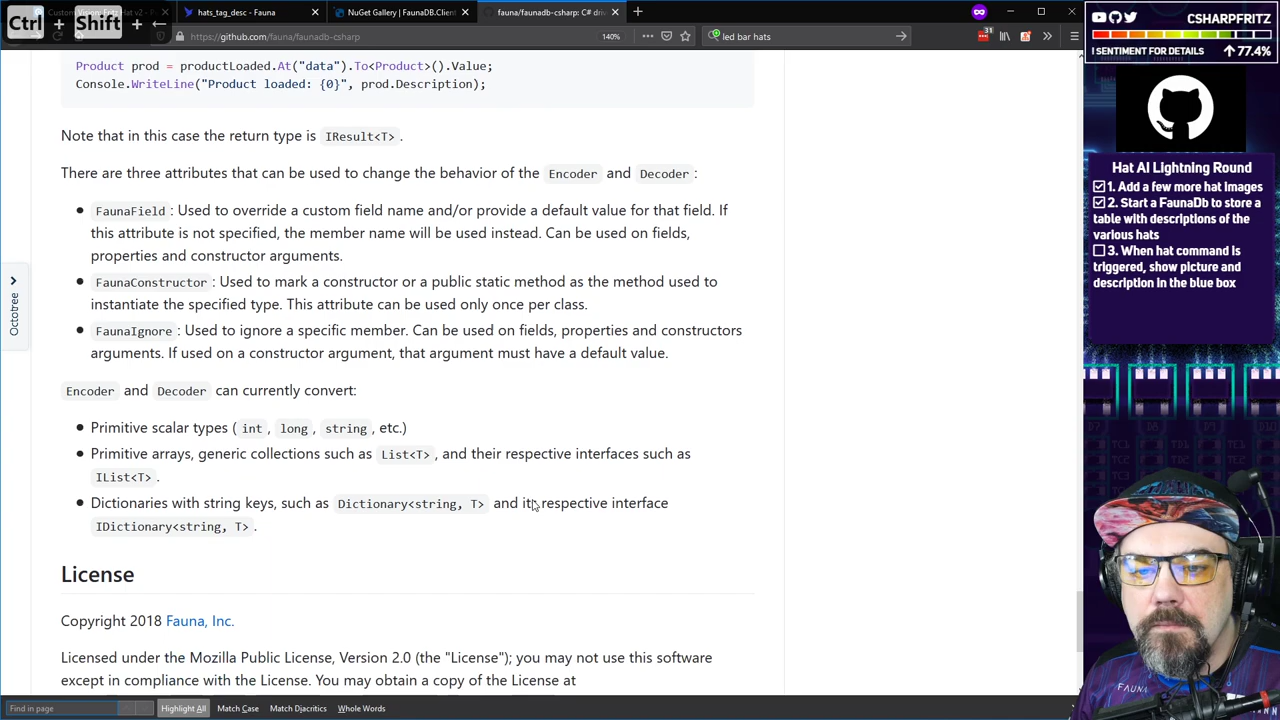 Ctrl + Shift + ←
Custom Vision: Fritz Hat v2 -
hats_tag_desc - Fauna
NuGet Gallery | FaunaDB.Client
fauna/faunadb-csharp: C# driv
https://github.com/fauna/faunadb-csharp
140%
led bar hats
31
Product prod = productLoaded.At("data").To<Product>().Value;
Console.WriteLine("Product loaded: {0}", prod.Description);
Note that in this case the return type is IResult<T>.
There are three attributes that can be used to change the behavior of the Encoder and Decoder:
FaunaField: Used to override a custom field name and/or provide a default value for that field. If
this attribute is not specified, the member name will be used instead. Can be used on fields,
properties and constructor arguments.
FaunaConstructor: Used to mark a constructor or a public static method as the method used to
instantiate the specified type. This attribute can be used only once per class.
FaunaIgnore: Used to ignore a specific member. Can be used on fields, properties and constructors
arguments. If used on a constructor argument, that argument must have a default value.
Encoder and Decoder can currently convert:
Primitive scalar types (int, long, string, etc.)
Primitive arrays, generic collections such as List<T>, and their respective interfaces such as
IList<T>.
Dictionaries with string keys, such as Dictionary<string, T> and its respective interface
IDictionary<string, T>.
License
Copyright 2018 Fauna, Inc.
Licensed under the Mozilla Public License, Version 2.0 (the "License"); you may not use this software
except in compliance with the License. You may obtain a copy of the License at
Octotree
Find in page
Highlight All
Match Case
Match Diacritics
Whole Words
CSHARPFRITZ
! SENTIMENT FOR DETAILS
77.4%
Hat AI Lightning Round
1. Add a few more hat images
2. Start a FaunaDb to store a
table with descriptions of the
various hats
3. When hat command is
triggered, show picture and
description in the blue box
D7 D8 D9 D10
FAUNA